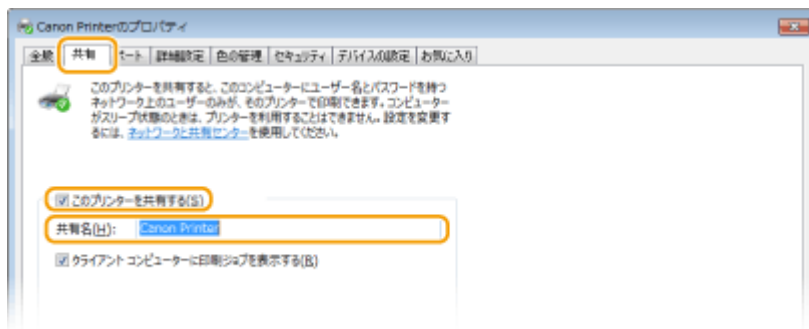 Canon Printerのプロパティ
全般 共有 ポート 詳細設定 色の管理 セキュリティ デバイスの設定 お気に入り
このプリンターを共有すると、このコンピューターにユーザー名とパスワードを持つ
ネットワーク上のユーザーのみが、そのプリンターで印刷できます。コンピューター
がスリープ状態のときは、プリンターを利用することはできません。設定を変更す
るには、ネットワークと共有センターを使用してください。
このプリンターを共有する(S)
共有名(H): Canon Printer
クライアント コンピューターに印刷ジョブを表示する(R)